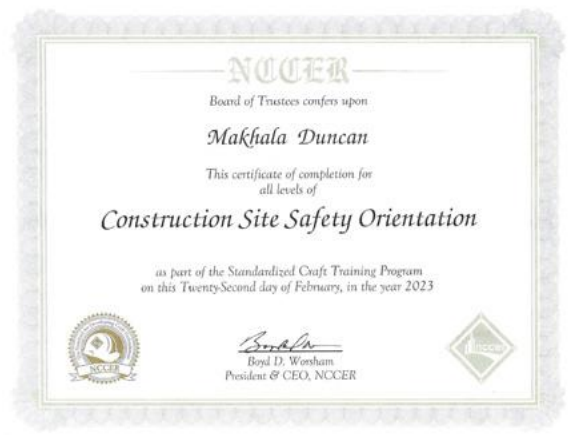 NCCER
Board of Trustees confers upon
Makhala Duncan
This certificate of completion for
all levels of
Construction Site Safety Orientation
as part of the Standardized Craft Training Program
on this Twenty-Second day of February, in the year 2023
Boyd D. Worsham
President & CEO, NCCER
NCCER
nccer